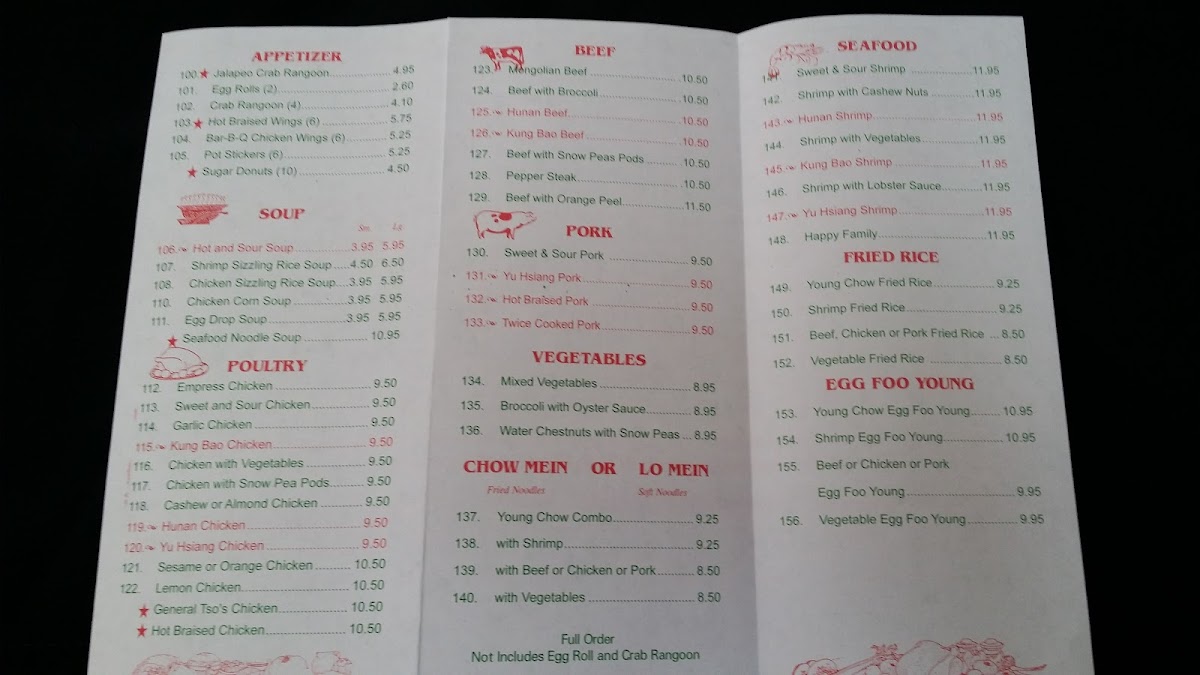 APPETIZER
100. ★ Jalapeo Crab Rangoon 4.95
101. Egg Rolls (2) 2.60
102. Crab Rangoon (4) 4.10
103. ★ Hot Braised Wings (6) 5.75
104. Bar-B-Q Chicken Wings (6) 5.25
105. Pot Stickers (6) 5.25
★ Sugar Donuts (10) 4.50
SOUP
Sm. Lg
106. Hot and Sour Soup 3.95 5.95
107. Shrimp Sizzling Rice Soup 4.50 6.50
108. Chicken Sizzling Rice Soup 3.95 5.95
110. Chicken Corn Soup 3.95 5.95
111. Egg Drop Soup 3.95 5.95
★ Seafood Noodle Soup 10.95
POULTRY
112. Empress Chicken 9.50
113. Sweet and Sour Chicken 9.50
114. Garlic Chicken 9.50
115. Kung Bao Chicken 9.50
116. Chicken with Vegetables 9.50
117. Chicken with Snow Pea Pods 9.50
118. Cashew or Almond Chicken 9.50
119. Hunan Chicken 9.50
120. Yu Hsiang Chicken 9.50
121. Sesame or Orange Chicken 10.50
122. Lemon Chicken 10.50
★ General Tso's Chicken 10.50
★ Hot Braised Chicken 10.50
BEEF
123. Mongolian Beef 10.50
124. Beef with Broccoli 10.50
125. Hunan Beef 10.50
126. Kung Bao Beef 10.50
127. Beef with Snow Peas Pods 10.50
128. Pepper Steak 10.50
129. Beef with Orange Peel 11.50
PORK
130. Sweet & Sour Pork 9.50
131. Yu Hsiang Pork 9.50
132. Hot Braised Pork 9.50
133. Twice Cooked Pork 9.50
VEGETABLES
134. Mixed Vegetables 8.95
135. Broccoli with Oyster Sauce 8.95
136. Water Chestnuts with Snow Peas 8.95
CHOW MEIN OR LO MEIN
Fried Noodles Soft Noodles
137. Young Chow Combo 9.25
138. with Shrimp 9.25
139. with Beef or Chicken or Pork 8.50
140. with Vegetables 8.50
Full Order
Not Includes Egg Roll and Crab Rangoon
SEAFOOD
141. Sweet & Sour Shrimp 11.95
142. Shrimp with Cashew Nuts 11.95
143. Hunan Shrimp 11.95
144. Shrimp with Vegetables 11.95
145. Kung Bao Shrimp 11.95
146. Shrimp with Lobster Sauce 11.95
147. Yu Hsiang Shrimp 11.95
148. Happy Family 11.95
FRIED RICE
149. Young Chow Fried Rice 9.25
150. Shrimp Fried Rice 9.25
151. Beef, Chicken or Pork Fried Rice 8.50
152. Vegetable Fried Rice 8.50
EGG FOO YOUNG
153. Young Chow Egg Foo Young 10.95
154. Shrimp Egg Foo Young 10.95
155. Beef or Chicken or Pork
Egg Foo Young 9.95
156. Vegetable Egg Foo Young 9.95